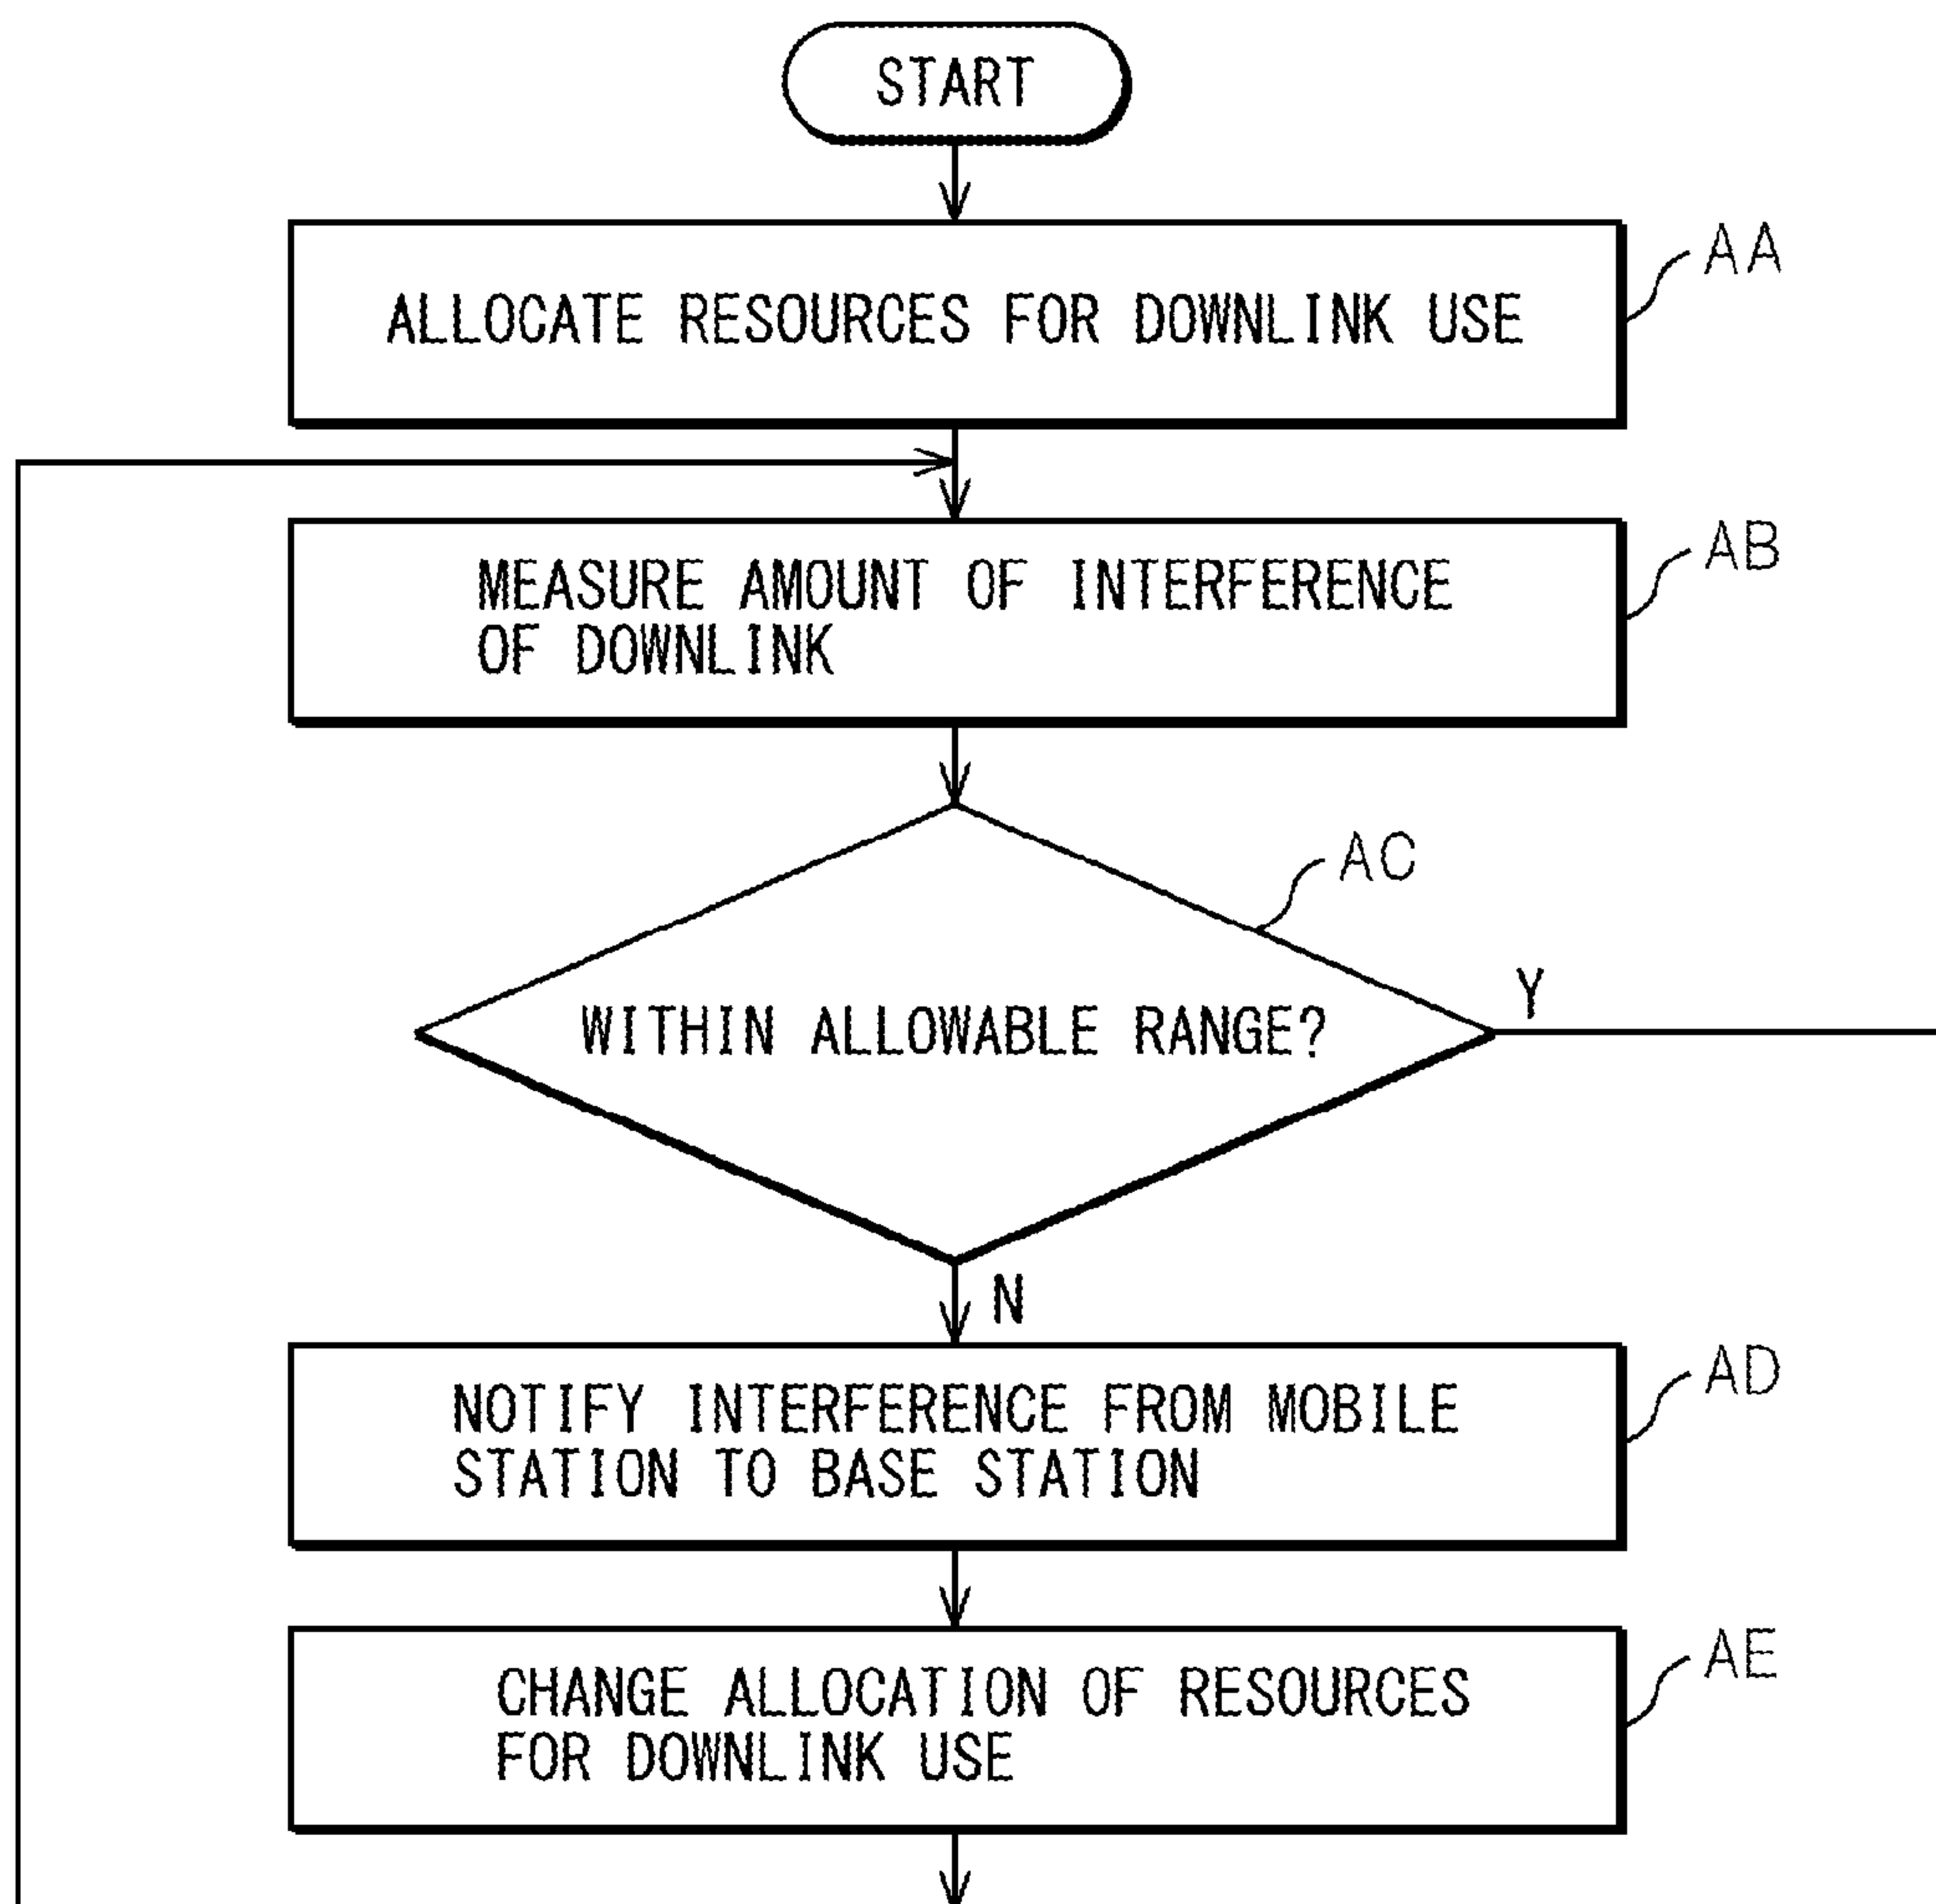 START
ALLOCATE RESOURCES FOR DOWNLINK USE
AA
MEASURE AMOUNT OF INTERFERENCE
OF DOWNLINK
AB
AC
WITHIN ALLOWABLE RANGE?
Y
N
NOTIFY INTERFERENCE FROM MOBILE
STATION TO BASE STATION
AD
CHANGE ALLOCATION OF RESOURCES
FOR DOWNLINK USE
AE